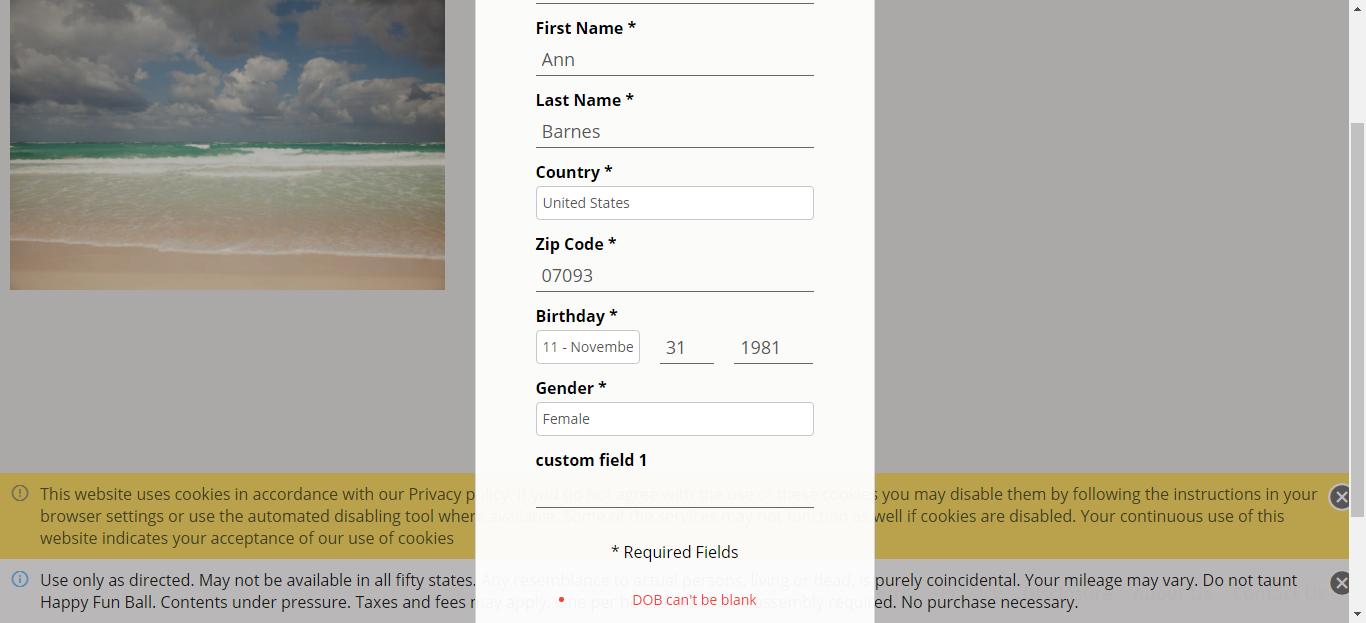 First Name *
Ann
Last Name *
Barnes
Country *
United States
Zip Code *
07093
Birthday *
11 - Novembe 31 1981
Gender *
Female
custom field 1
This website uses cookies in accordance with our Privacy policy. If you do not agree with the use of these cookies you may disable them by following the instructions in your
browser settings or use the automated disabling tool where available. Some of the services may not function as well if cookies are disabled. Your continuous use of this
website indicates your acceptance of our use of cookies
* Required Fields
Use only as directed. May not be available in all fifty states. Any resemblance to actual persons, living or dead, is purely coincidental. Your mileage may vary. Do not taunt
Happy Fun Ball. Contents under pressure. Taxes and fees may apply. One per assembly required. No purchase necessary.
About Us Contact Us
DOB can't be blank